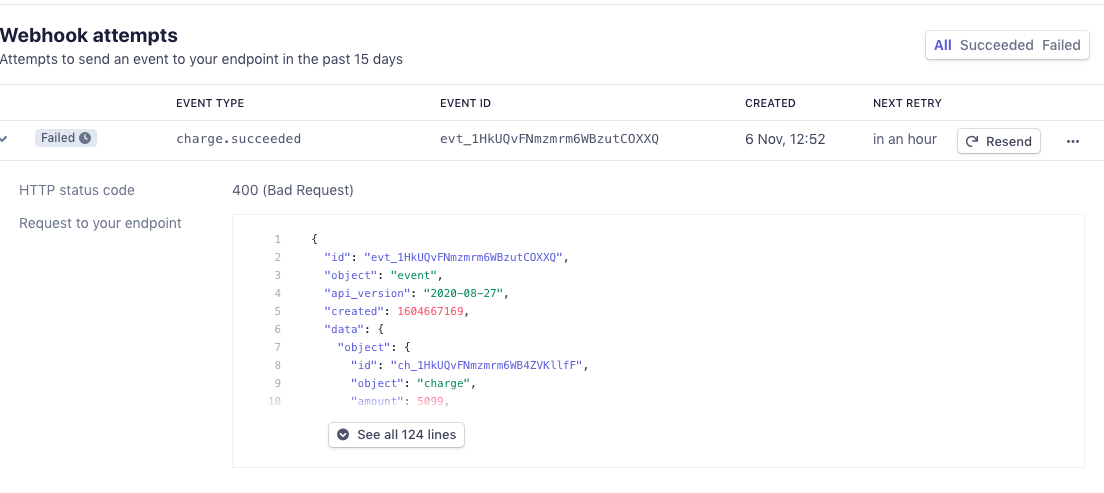 Webhook attempts
Attempts to send an event to your endpoint in the past 15 days
All Succeeded Failed
EVENT TYPE EVENT ID CREATED NEXT RETRY
Failed charge.succeeded evt_1HkUQvFNmzmrm6WBzutCOXXQ 6 Nov, 12:52 in an hour Resend
HTTP status code 400 (Bad Request)
Request to your endpoint
1 {
2 "id": "evt_1HkUQvFNmzmrm6WBzutCOXXQ",
3 "object": "event",
4 "api_version": "2020-08-27",
5 "created": 1604667169,
6 "data": {
7 "object": {
8 "id": "ch_1HkUQvFNmzmrm6WB4ZVKllfF",
9 "object": "charge",
10 "amount": 5099,
See all 124 lines